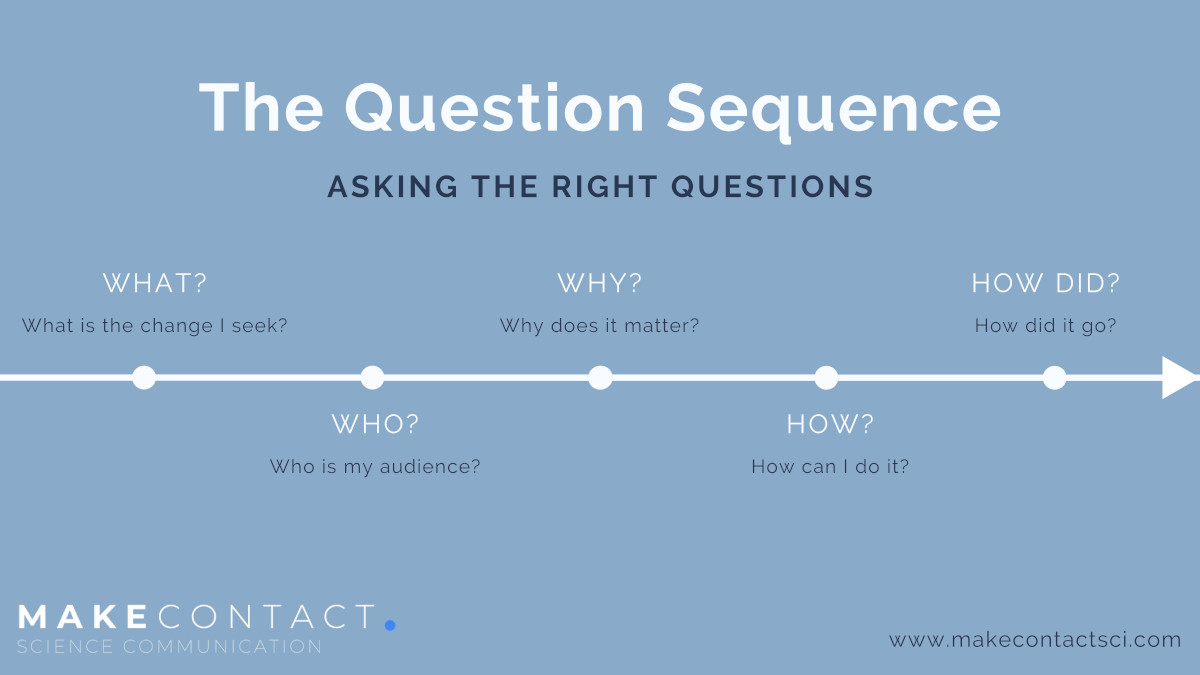 The Question Sequence
ASKING THE RIGHT QUESTIONS
WHAT?
What is the change I seek?
WHO?
Who is my audience?
WHY?
Why does it matter?
HOW?
How can I do it?
HOW DID?
How did it go?
MAKECONTACT.
SCIENCE COMMUNICATION
www.makecontactsci.com